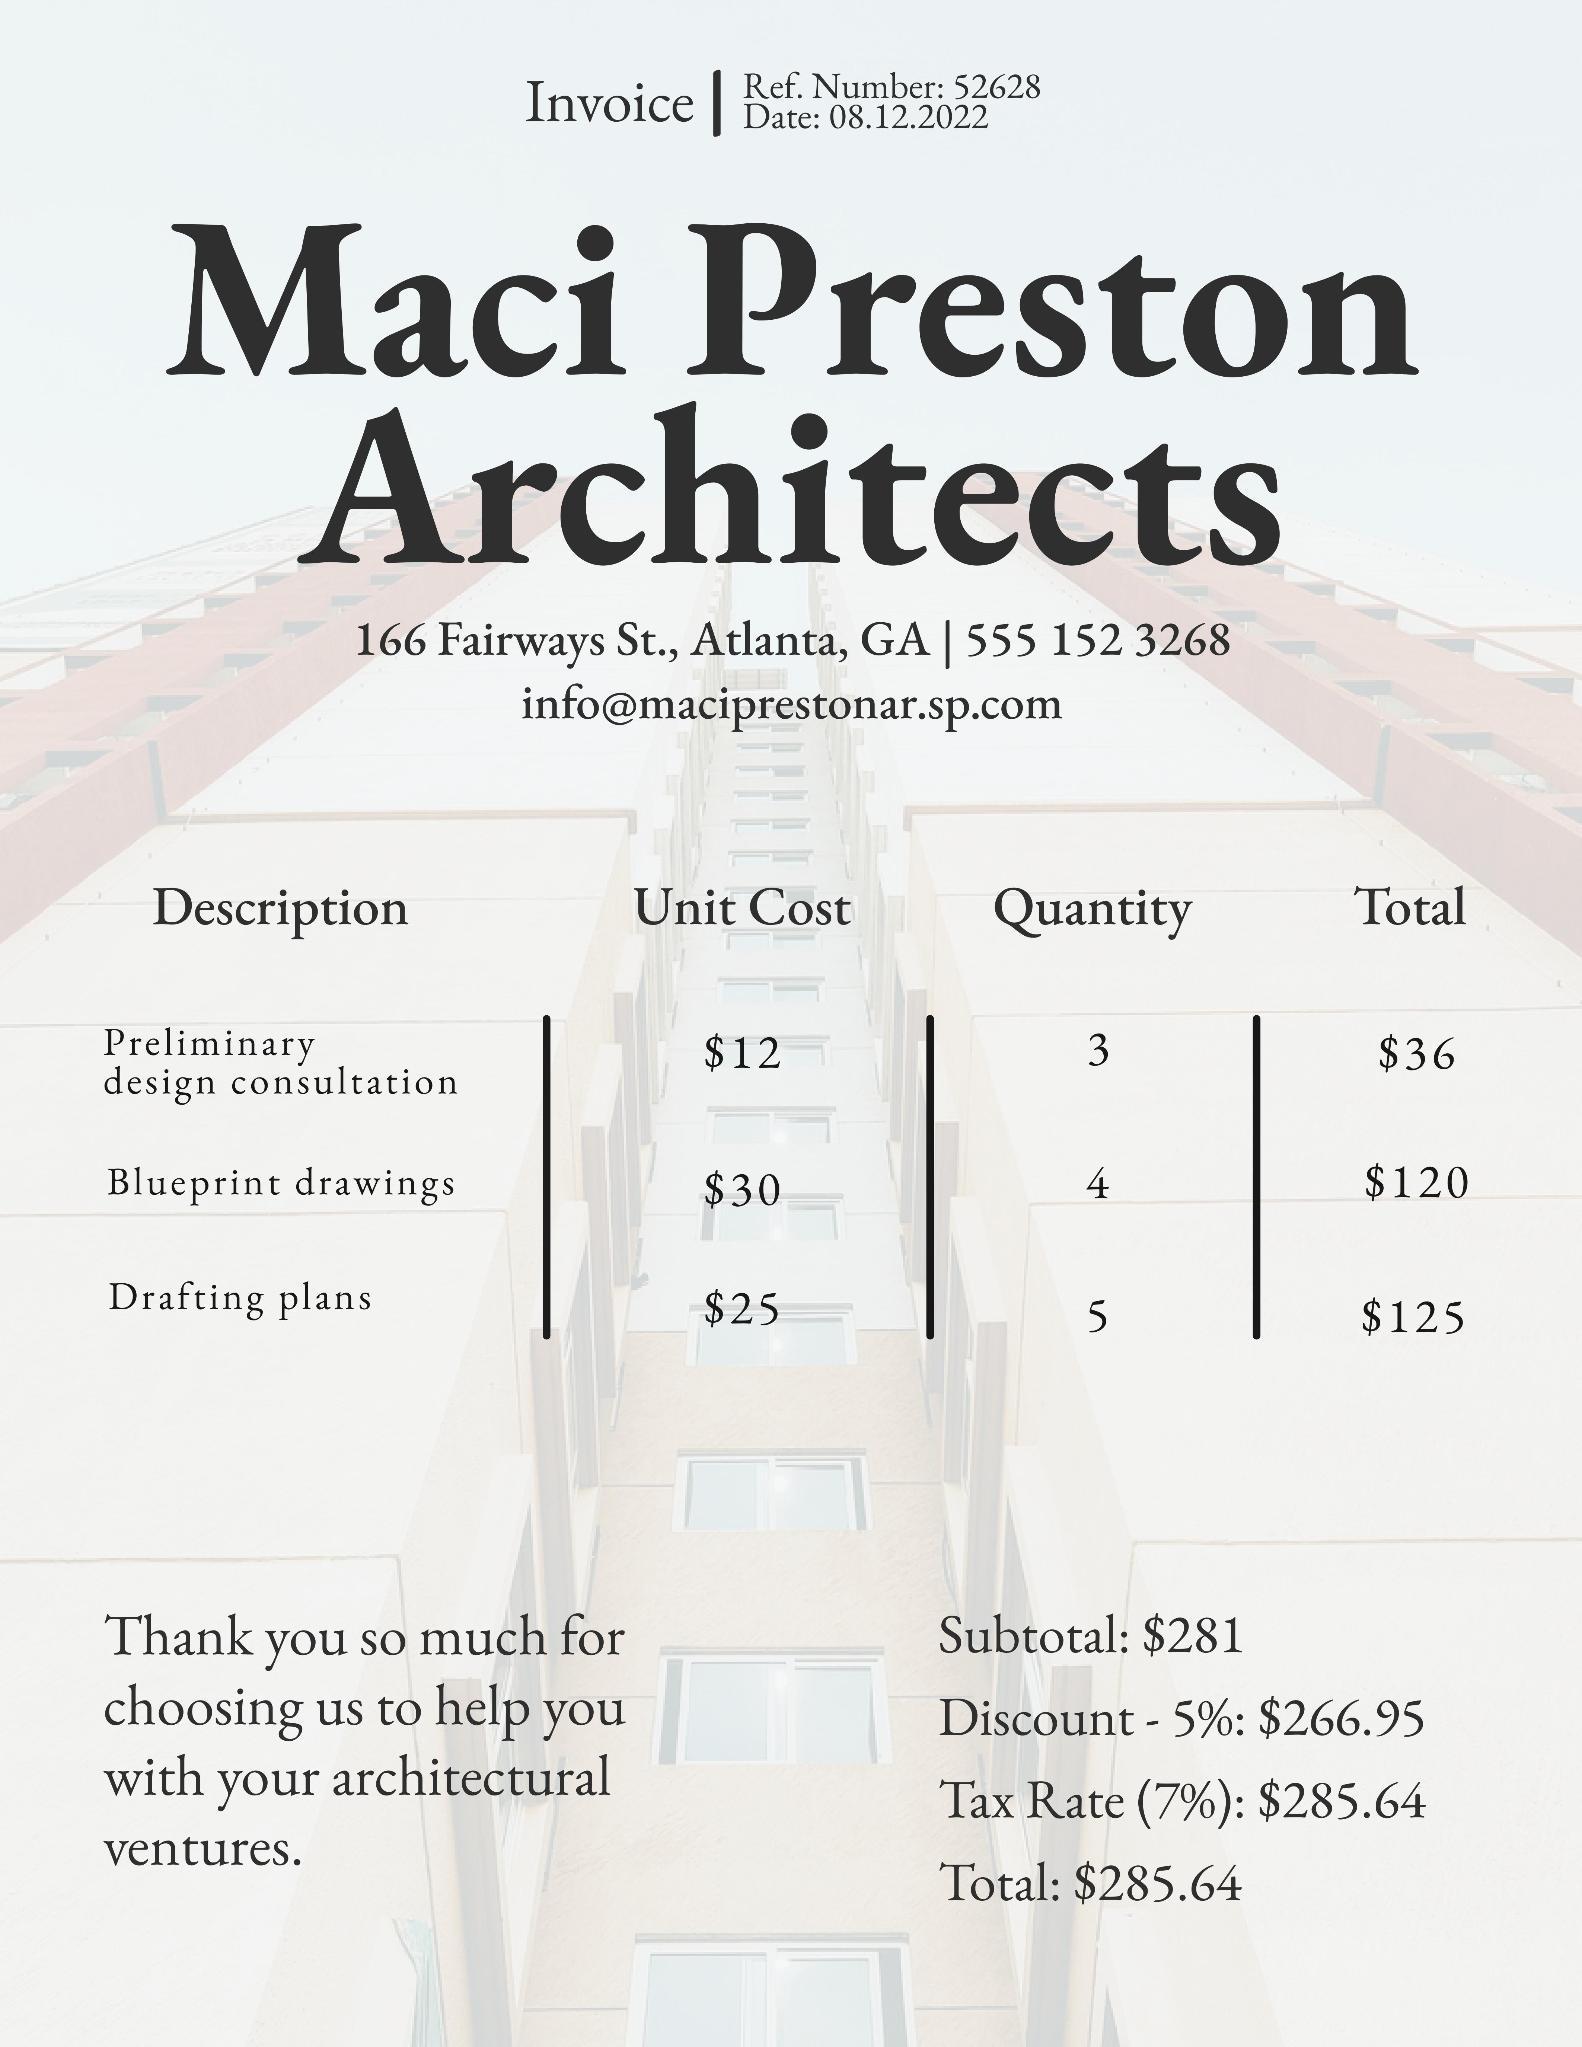 Invoice
Ref. Number: 52628
Date: 08.12.2022
Maci Preston
Architects
166 Fairways St., Atlanta, GA | 555 152 3268
info@maciprestonar.sp.com
Description Unit Cost Quantity Total
Preliminary
design consultation
$12 3 $36
Blueprint drawings $30 4 $120
Drafting plans $25 5 $125
Thank you so much for
choosing us to help you
with your architectural
ventures.
Subtotal: $281
Discount - 5%: $266.95
Tax Rate (7%): $285.64
Total: $285.64